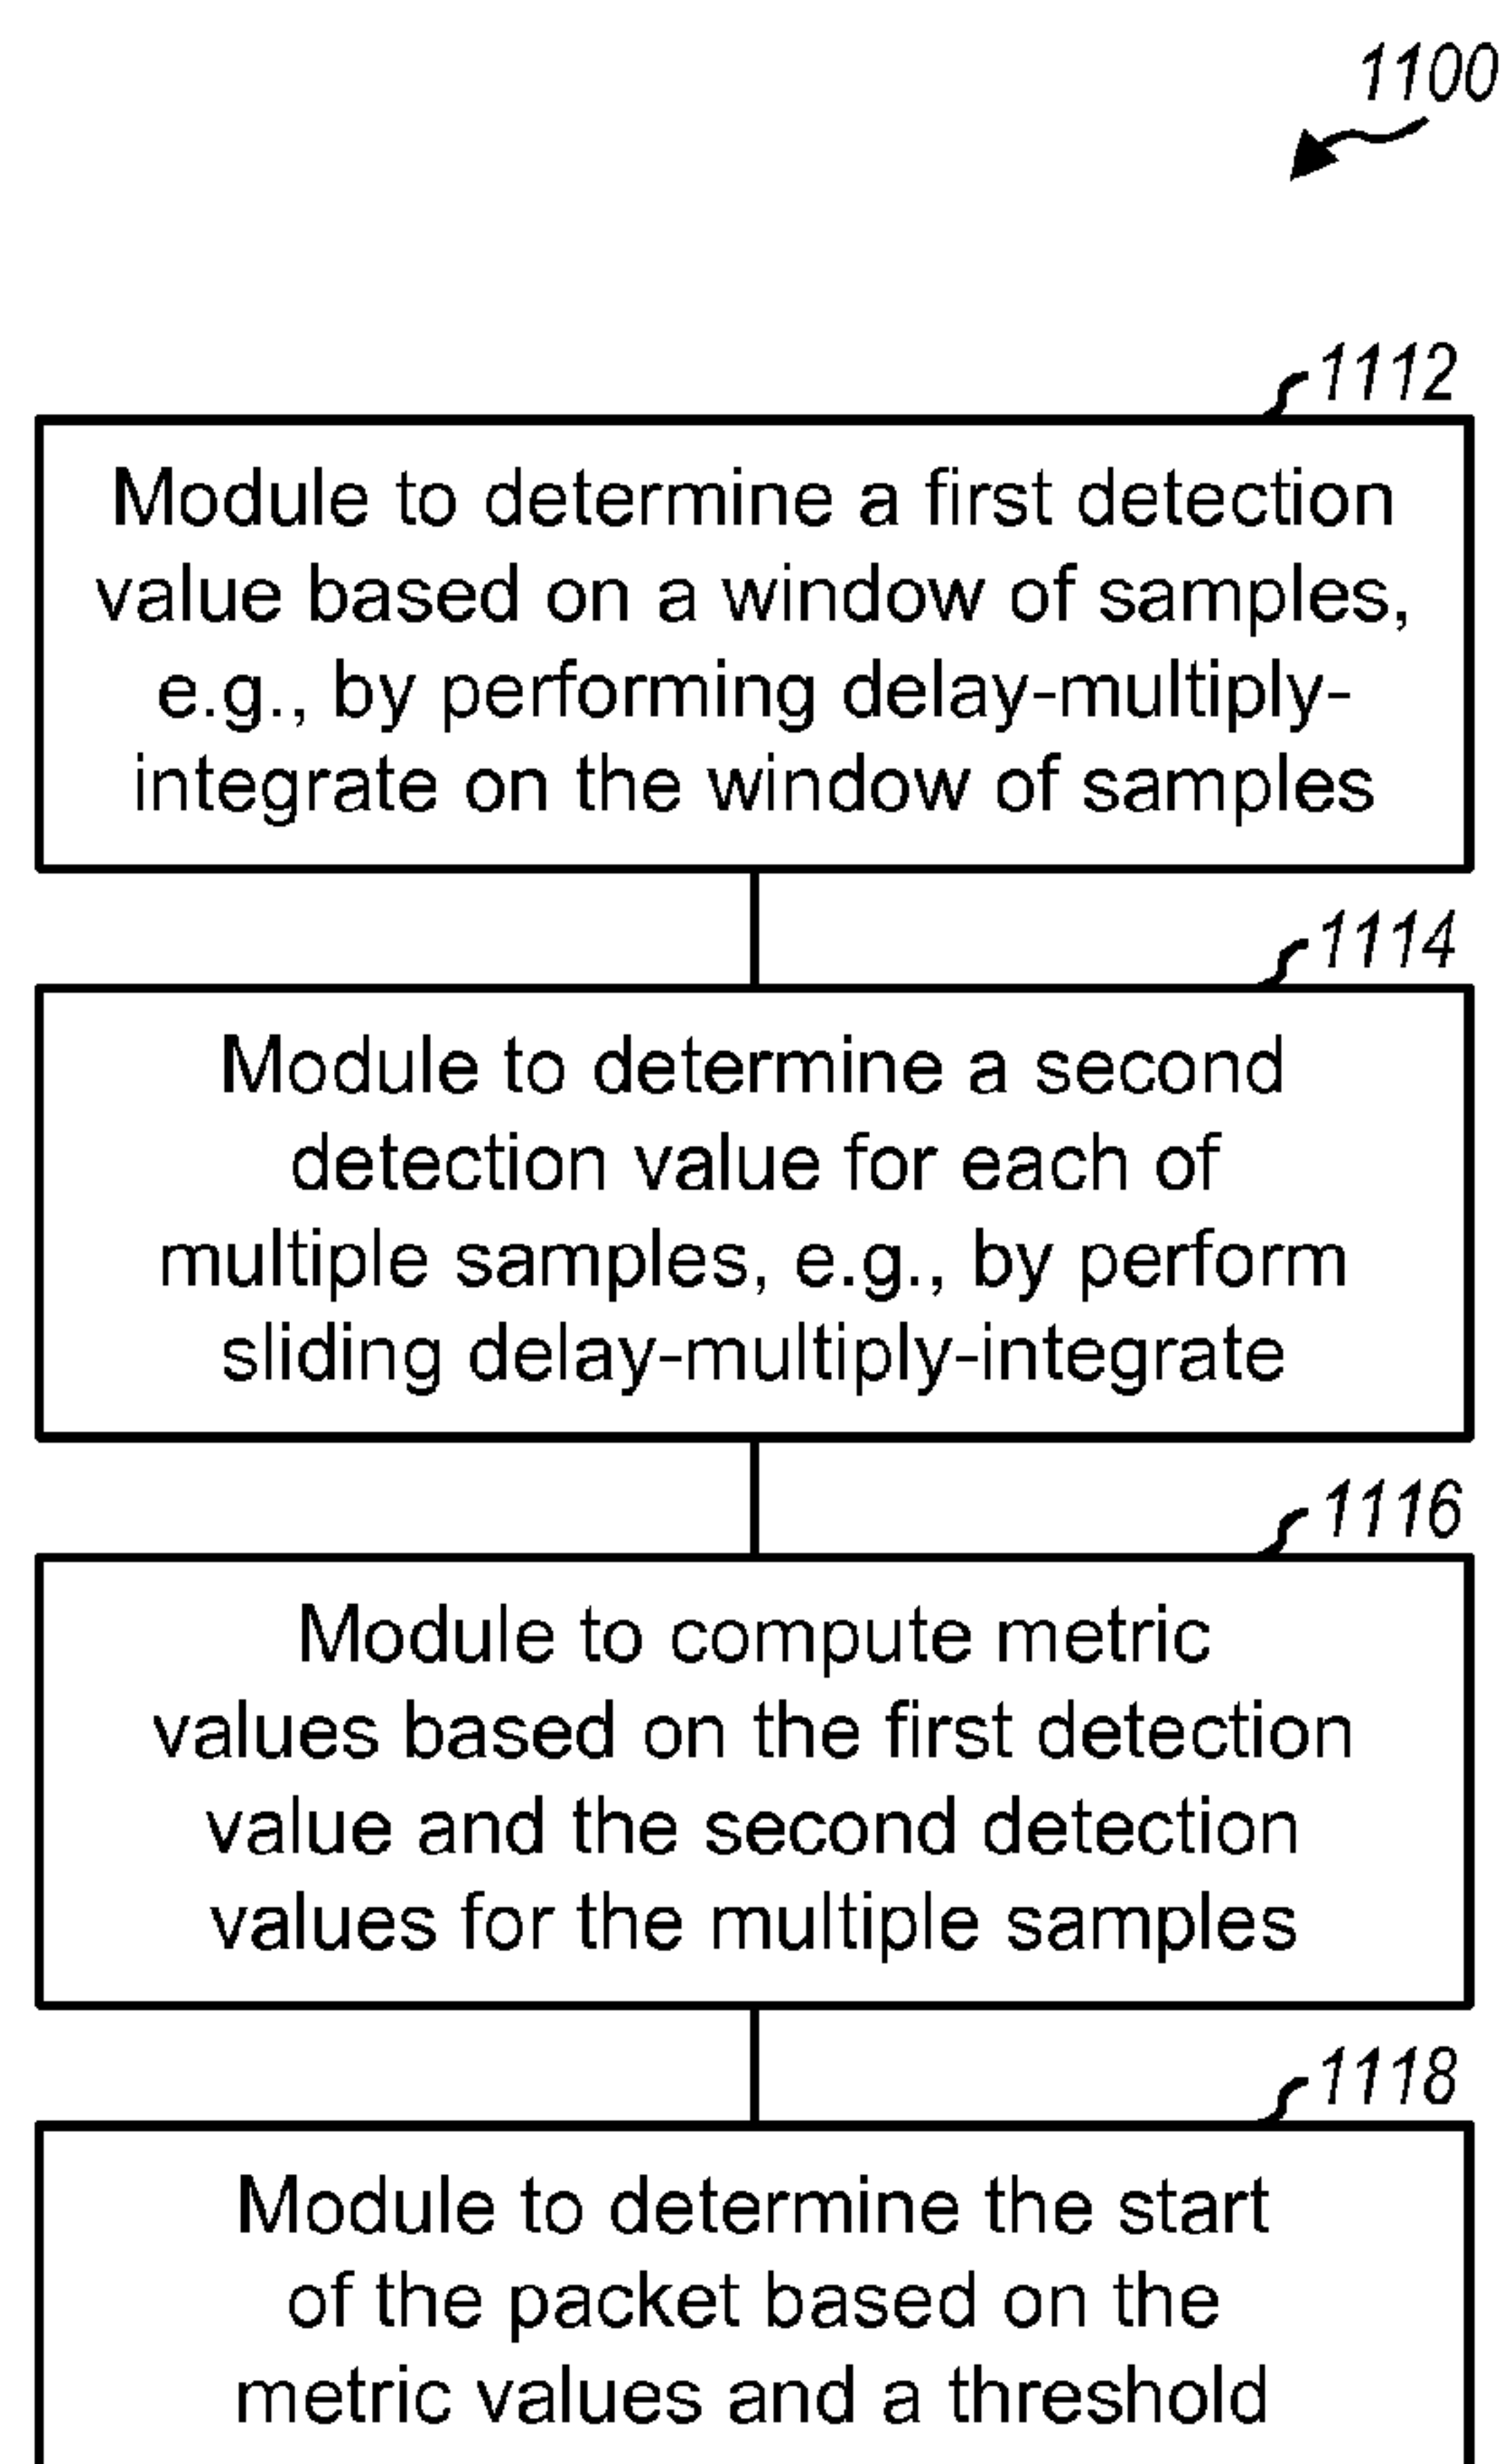 1100
1112
Module to determine a first detection
value based on a window of samples,
e.g., by performing delay-multiply-
integrate on the window of samples
1114
Module to determine a second
detection value for each of
multiple samples, e.g., by perform
sliding delay-multiply-integrate
1116
Module to compute metric
values based on the first detection
value and the second detection
values for the multiple samples
1118
Module to determine the start
of the packet based on the
metric values and a threshold